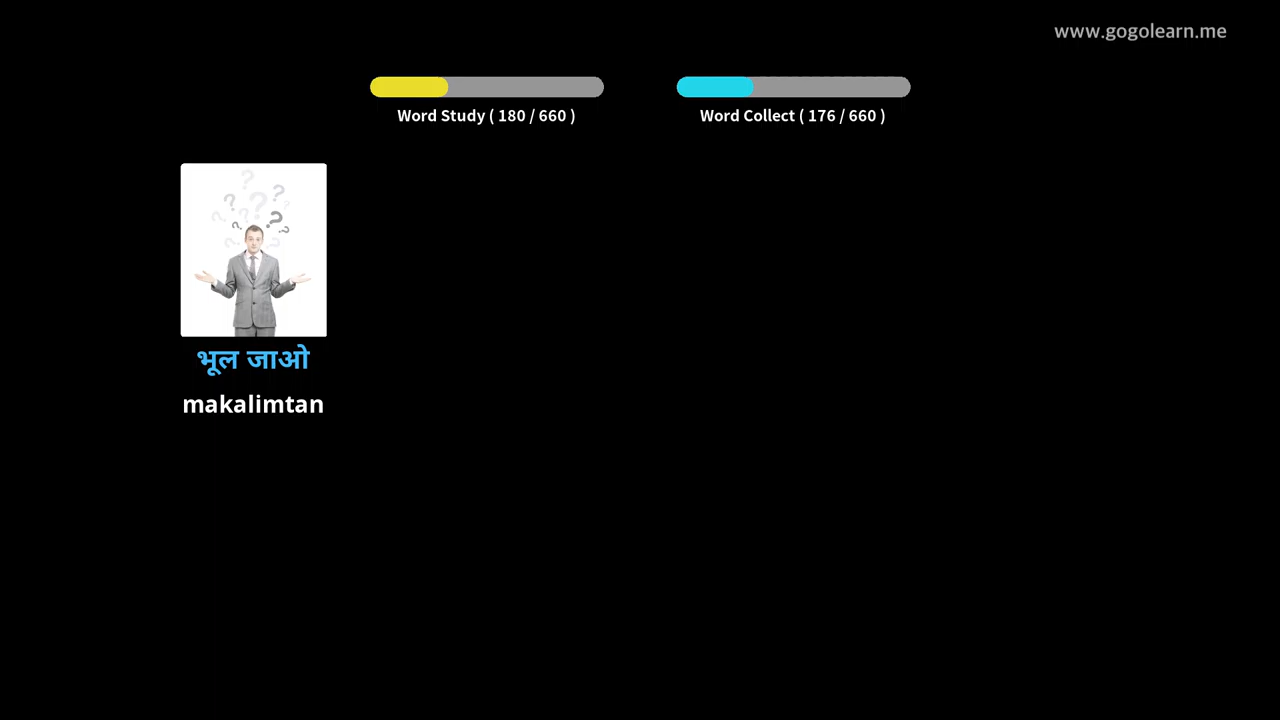 www.gogolearn.me
Word Study ( 180 / 660 )
Word Collect ( 176 / 660 )
भूल जाओ
makalimtan